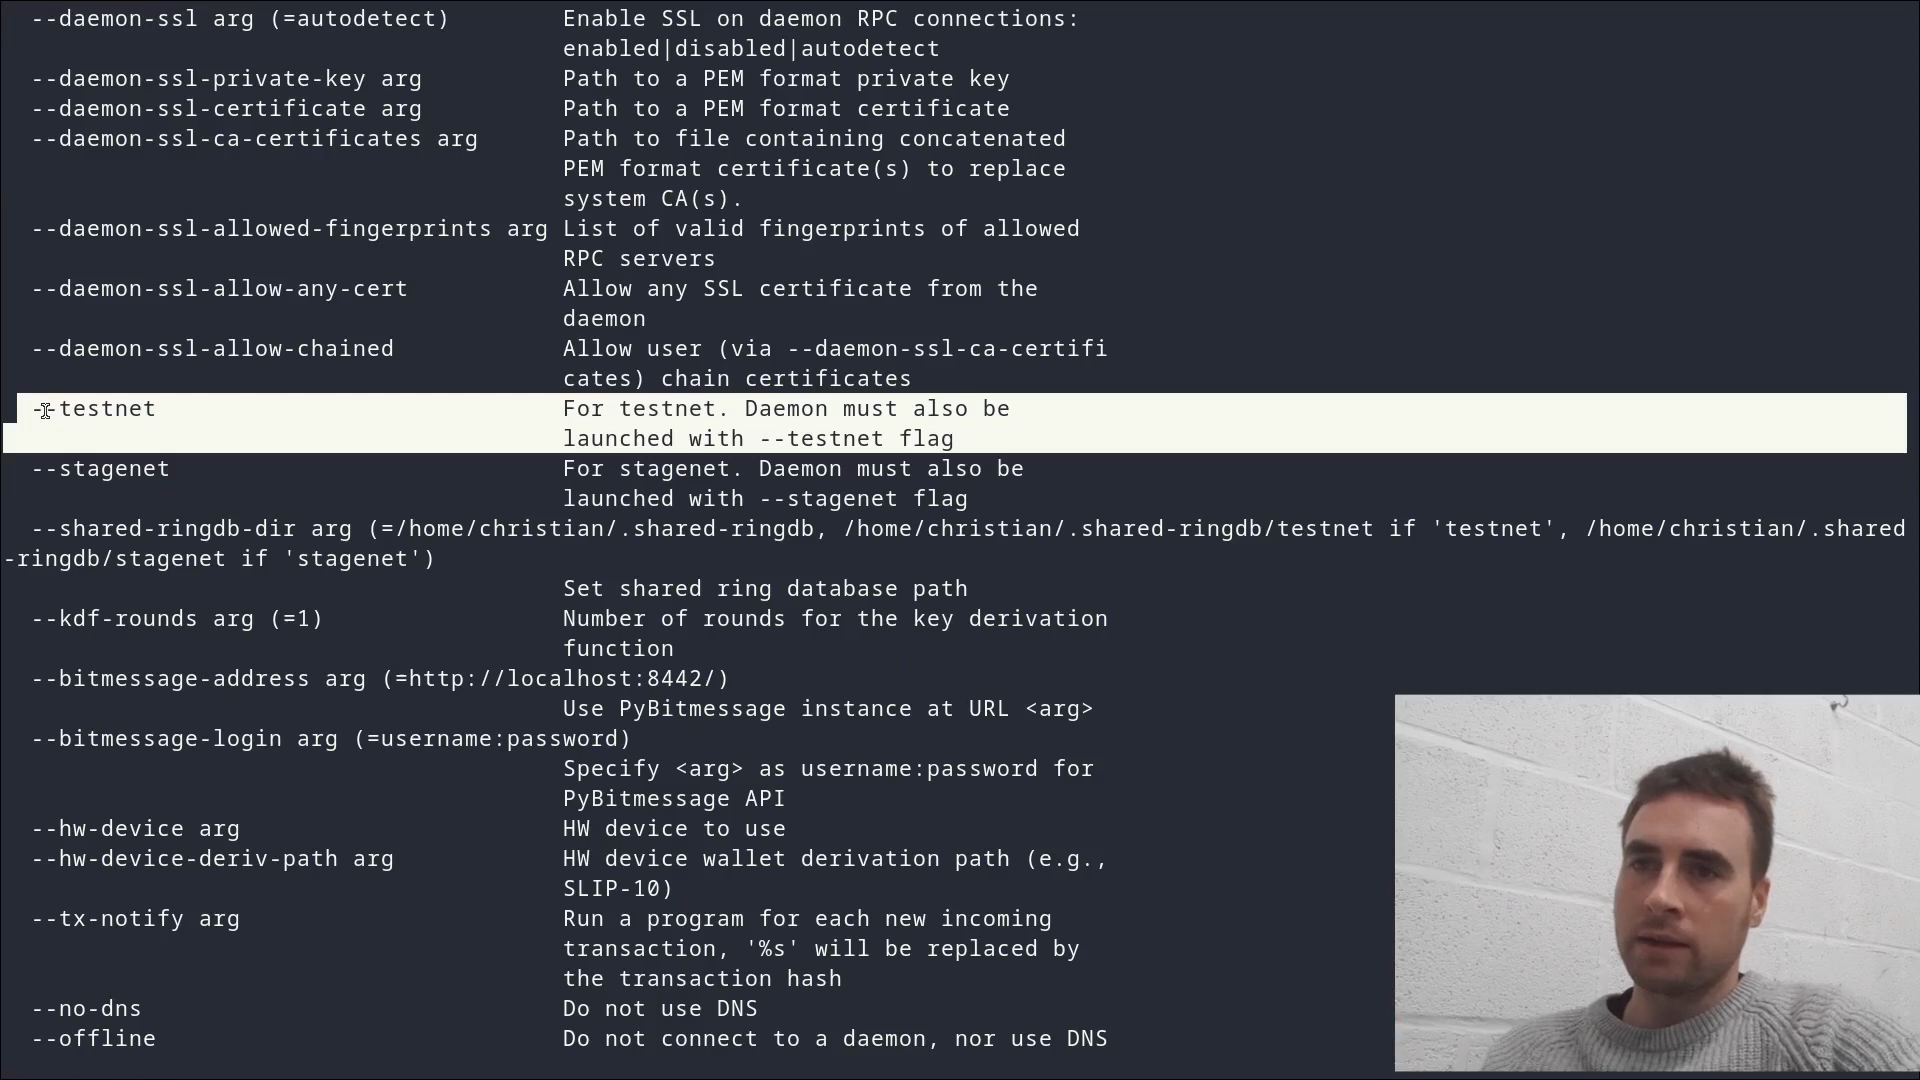 --daemon-ssl arg (=autodetect) Enable SSL on daemon RPC connections:
enabled|disabled|autodetect
--daemon-ssl-private-key arg Path to a PEM format private key
--daemon-ssl-certificate arg Path to a PEM format certificate
--daemon-ssl-ca-certificates arg Path to file containing concatenated
PEM format certificate(s) to replace
system CA(s).
--daemon-ssl-allowed-fingerprints arg List of valid fingerprints of allowed
RPC servers
--daemon-ssl-allow-any-cert Allow any SSL certificate from the
daemon
--daemon-ssl-allow-chained Allow user (via --daemon-ssl-ca-certifi
cates) chain certificates
--testnet For testnet. Daemon must also be
launched with --testnet flag
--stagenet For stagenet. Daemon must also be
launched with --stagenet flag
--shared-ringdb-dir arg (=/home/christian/.shared-ringdb, /home/christian/.shared-ringdb/testnet if 'testnet', /home/christian/.shared
-ringdb/stagenet if 'stagenet')
Set shared ring database path
--kdf-rounds arg (=1) Number of rounds for the key derivation
function
--bitmessage-address arg (=http://localhost:8442/)
Use PyBitmessage instance at URL <arg>
--bitmessage-login arg (=username:password)
Specify <arg> as username:password for
PyBitmessage API
--hw-device arg HW device to use
--hw-device-deriv-path arg HW device wallet derivation path (e.g.,
SLIP-10)
--tx-notify arg Run a program for each new incoming
transaction, '%s' will be replaced by
the transaction hash
--no-dns Do not use DNS
--offline Do not connect to a daemon, nor use DNS